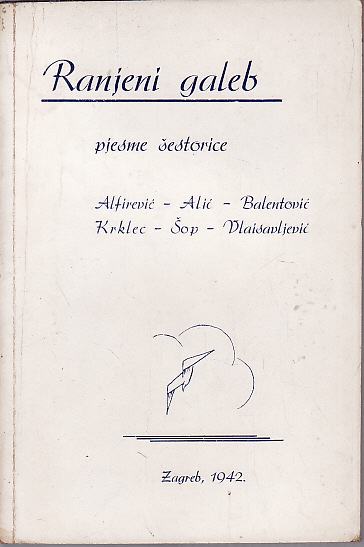 Ranjeni galeb
pjesme šestorice
Alfirević - Alić - Balentović
Krklec - Šop - Vlaisavljević
Zagreb, 1942.